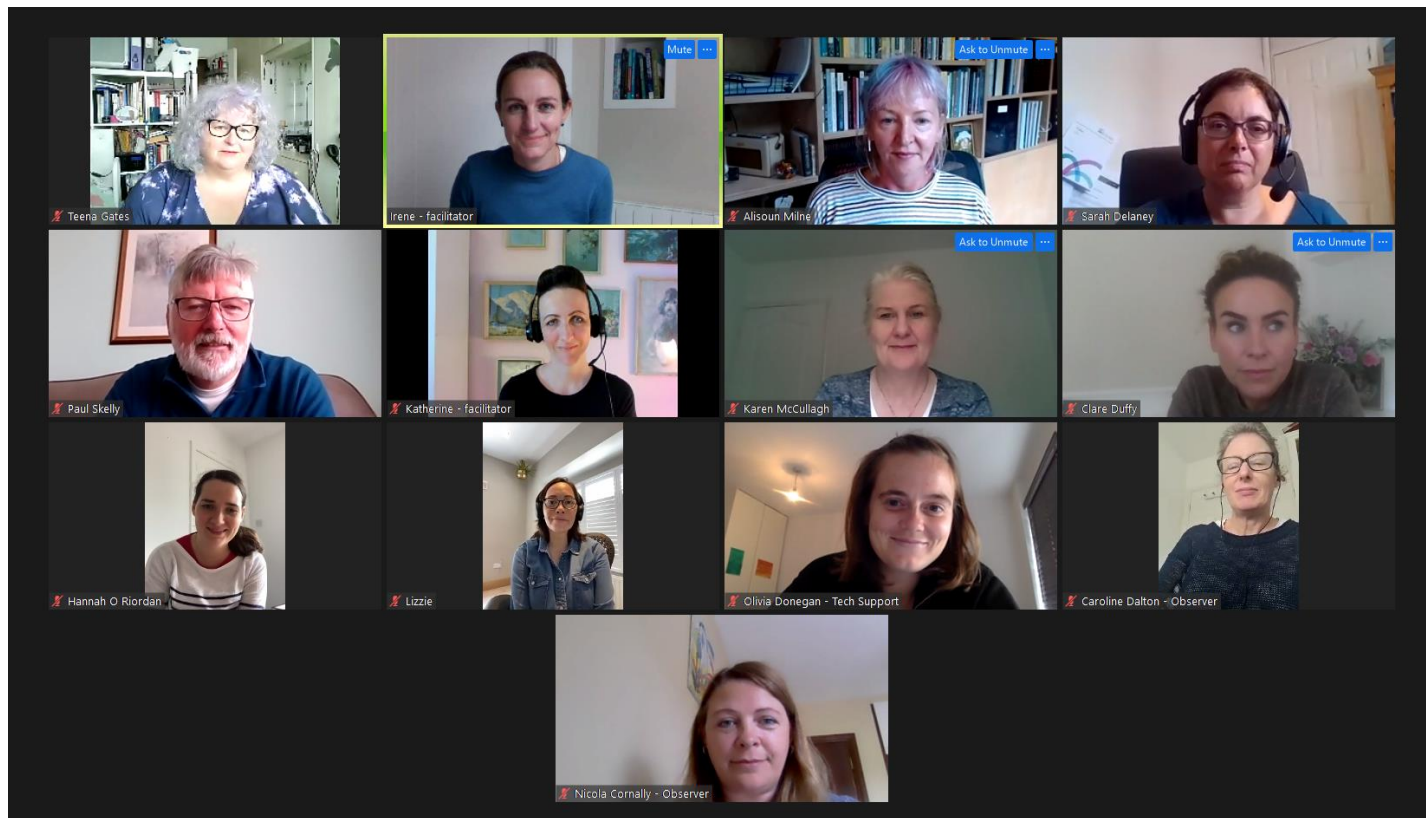 Mute
Ask to Unmute
Teena Gates
Irene - facilitator
Alisoun Milne
Sarah Delaney
Ask to Unmute
Ask to Unmute
Paul Skelly
Katherine - facilitator
Karen McCullagh
Clare Duffy
Hannah O Riordan
Lizzie
Olivia Donegan - Tech Support
Caroline Dalton - Observer
Nicola Cornally - Observer